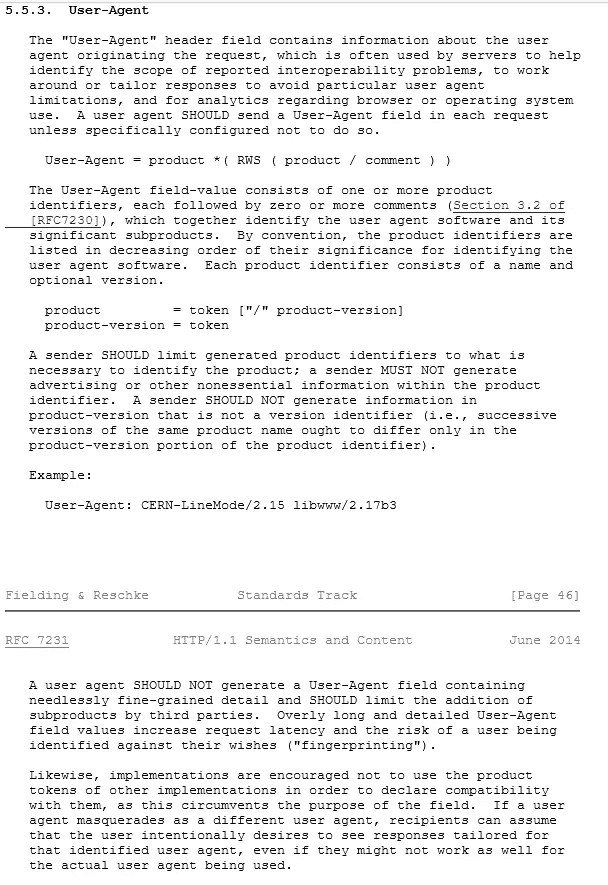 5.5.3.  User-Agent
The "User-Agent" header field contains information about the user
agent originating the request, which is often used by servers to help
identify the scope of reported interoperability problems, to work
around or tailor responses to avoid particular user agent
limitations, and for analytics regarding browser or operating system
use.  A user agent SHOULD send a User-Agent field in each request
unless specifically configured not to do so.
User-Agent = product *( RWS ( product / comment ) )
The User-Agent field-value consists of one or more product
identifiers, each followed by zero or more comments (Section 3.2 of
[RFC7230]), which together identify the user agent software and its
significant subproducts.  By convention, the product identifiers are
listed in decreasing order of their significance for identifying the
user agent software.  Each product identifier consists of a name and
optional version.
product         = token ["/" product-version]
product-version = token
A sender SHOULD limit generated product identifiers to what is
necessary to identify the product; a sender MUST NOT generate
advertising or other nonessential information within the product
identifier.  A sender SHOULD NOT generate information in
product-version that is not a version identifier (i.e., successive
versions of the same product name ought to differ only in the
product-version portion of the product identifier).
Example:
User-Agent: CERN-LineMode/2.15 libwww/2.17b3
Fielding & Reschke           Standards Track           [Page 46]
RFC 7231             HTTP/1.1 Semantics and Content            June 2014
A user agent SHOULD NOT generate a User-Agent field containing
needlessly fine-grained detail and SHOULD limit the addition of
subproducts by third parties.  Overly long and detailed User-Agent
field values increase request latency and the risk of a user being
identified against their wishes ("fingerprinting").
Likewise, implementations are encouraged not to use the product
tokens of other implementations in order to declare compatibility
with them, as this circumvents the purpose of the field.  If a user
agent masquerades as a different user agent, recipients can assume
that the user intentionally desires to see responses tailored for
that identified user agent, even if they might not work as well for
the actual user agent being used.